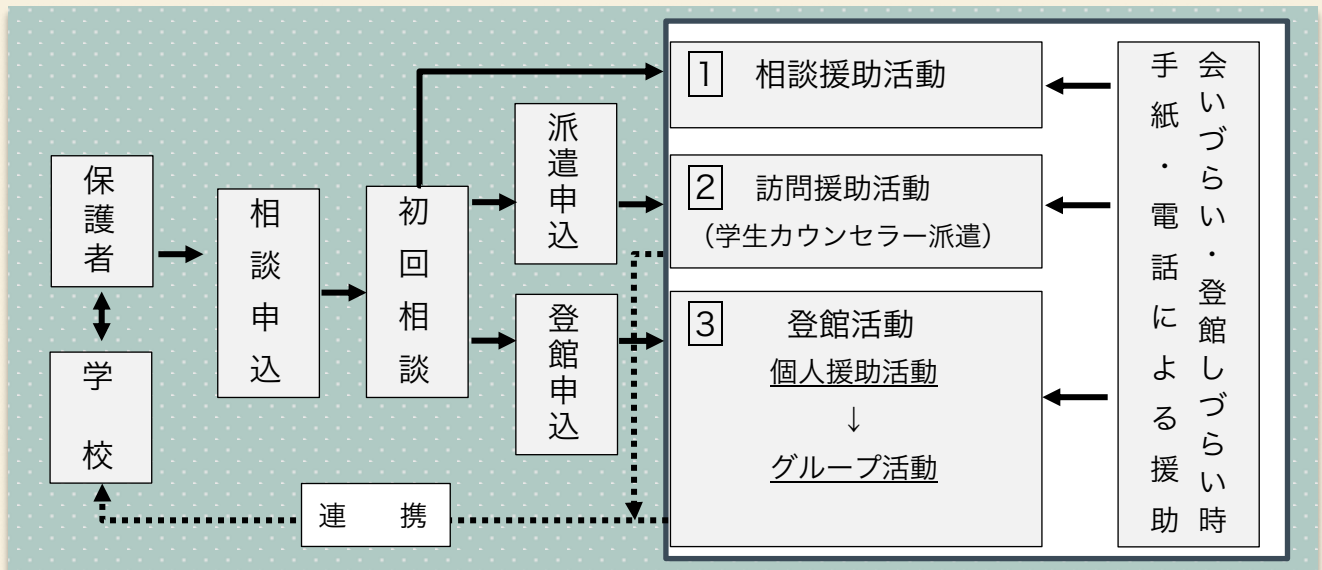 保護者
学校
相談申込
初回相談
派遣申込
登館申込
連 携
1 相談援助活動
2 訪問援助活動
（学生カウンセラー派遣）
3 登館活動
個人援助活動
↓
グループ活動
会いづらい・登館しづらい時
手紙・電話による援助